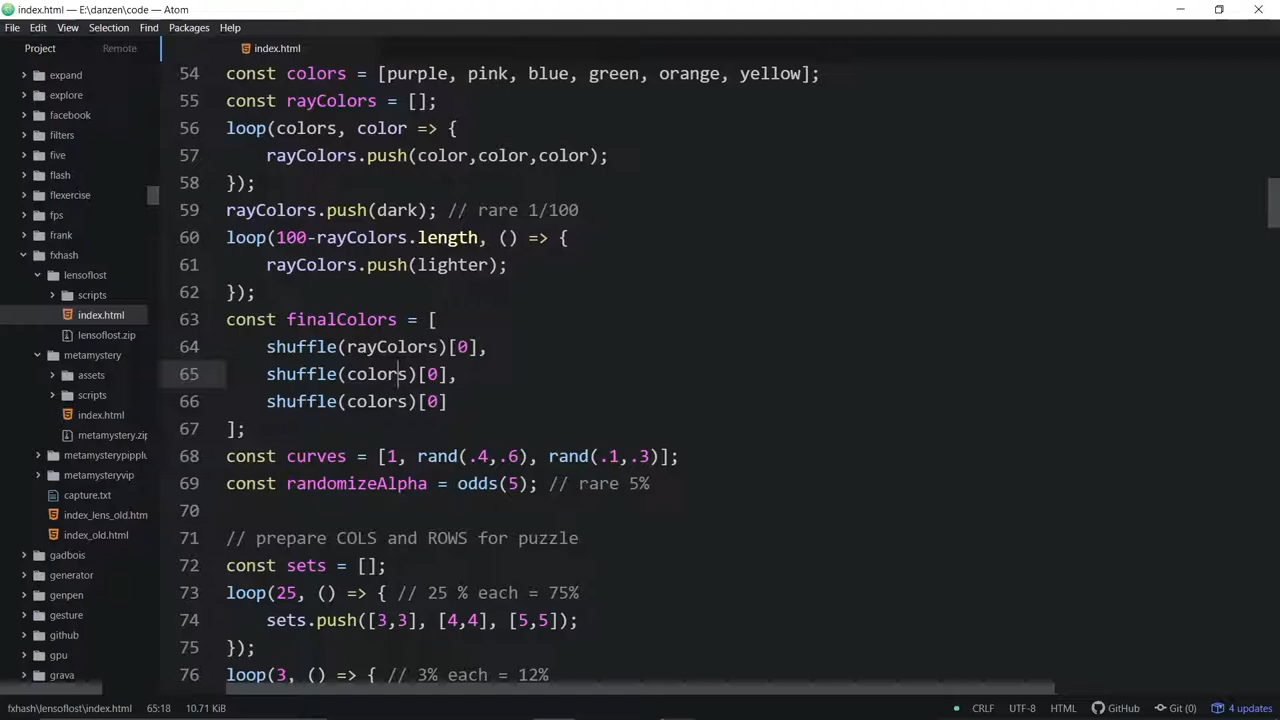 index.html — E:\danzen\code — Atom
File Edit View Selection Find Packages Help
Project Remote
index.html
expand
explore
facebook
filters
five
flash
flexercise
fps
frank
fxhash
lensoflost
scripts
index.html
lensoflost.zip
metamystery
assets
scripts
index.html
metamystery.zip
metamysterypipplu
metamysteryvip
capture.txt
index_lens_old.htm
index_old.html
gadbois
generator
genpen
gesture
github
gpu
grava
54 const colors = [purple, pink, blue, green, orange, yellow];
55 const rayColors = [];
56 loop(colors, color => {
57 rayColors.push(color,color,color);
58 });
59 rayColors.push(dark); // rare 1/100
60 loop(100-rayColors.length, () => {
61 rayColors.push(lighter);
62 });
63 const finalColors = [
64 shuffle(rayColors)[0],
65 shuffle(colors)[0],
66 shuffle(colors)[0]
67 ];
68 const curves = [1, rand(.4,.6), rand(.1,.3)];
69 const randomizeAlpha = odds(5); // rare 5%
70
71 // prepare COLS and ROWS for puzzle
72 const sets = [];
73 loop(25, () => { // 25 % each = 75%
74 sets.push([3,3], [4,4], [5,5]);
75 });
76 loop(3, () => { // 3% each = 12%
fxhash\lensoflost\index.html 65:18 10.71 KiB CRLF UTF-8 HTML GitHub Git (0) 4 updates